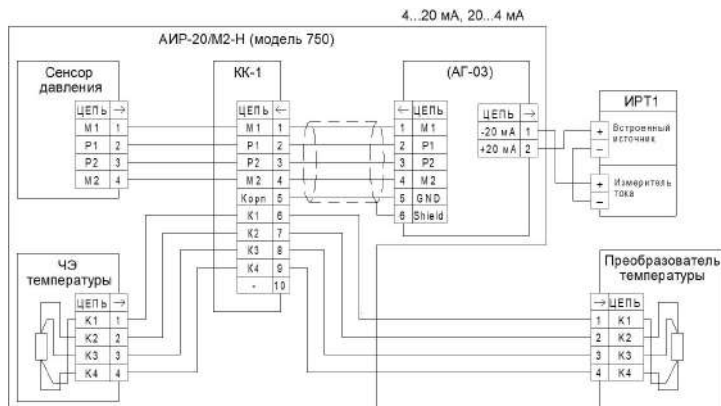 4...20 мА, 20...4 мА
АИР-20/М2-Н (модель 750)
Сенсор
давления
ЦЕПЬ →
М1 1
Р1 2
Р2 3
М2 4
КК-1
ЦЕПЬ ←
М1 1
Р1 2
Р2 3
М2 4
Корп 5
К1 6
К2 7
К3 8
К4 9
- 10
(АГ-03)
← ЦЕПЬ
1 М1
2 Р1
3 Р2
4 М2
5 GND
6 Shield
ЦЕПЬ →
-20 мА 1
+20 мА 2
ИРТ1
+ Встроенный
источник
−
+ Измеритель
тока
−
ЧЭ
температуры
ЦЕПЬ →
К1 1
К2 2
К3 3
К4 4
Преобразователь
температуры
→ ЦЕПЬ
1 К1
2 К2
3 К3
4 К4